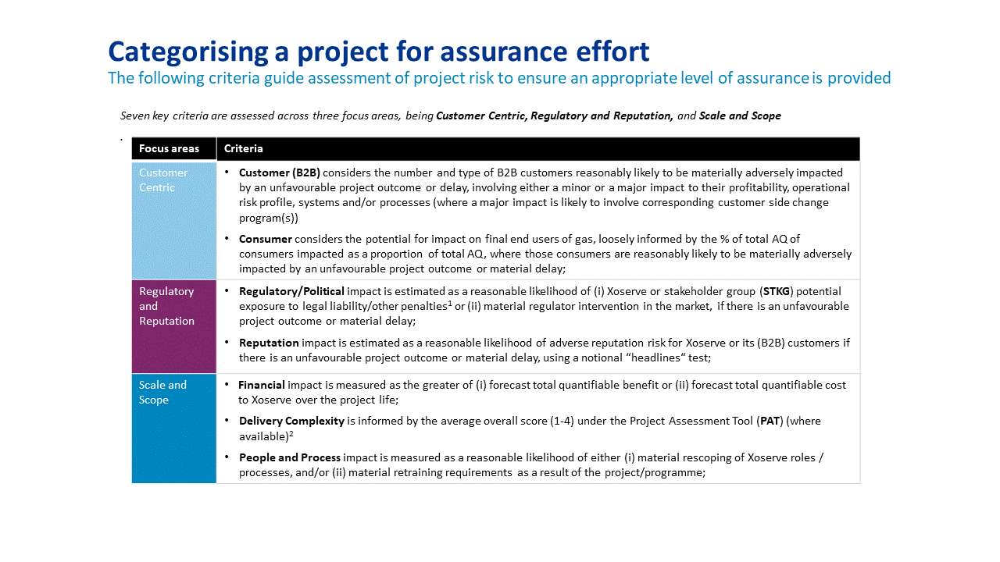 Categorising a project for assurance effort
The following criteria guide assessment of project risk to ensure an appropriate level of assurance is provided
Seven key criteria are assessed across three focus areas, being Customer Centric, Regulatory and Reputation, and Scale and Scope
.
Focus areas
Criteria
Customer
Centric
• Customer (B2B) considers the number and type of B2B customers reasonably likely to be materially adversely impacted
by an unfavourable project outcome or delay, involving either a minor or a major impact to their profitability, operational
risk profile, systems and/or processes (where a major impact is likely to involve corresponding customer side change
program(s))
• Consumer considers the potential for impact on final end users of gas, loosely informed by the % of total AQ of
consumers impacted as a proportion of total AQ, where those consumers are reasonably likely to be materially adversely
impacted by an unfavourable project outcome or material delay;
Regulatory
and
Reputation
• Regulatory/Political impact is estimated as a reasonable likelihood of (i) Xoserve or stakeholder group (STKG) potential
exposure to legal liability/other penalties¹ or (ii) material regulator intervention in the market, if there is an unfavourable
project outcome or material delay;
• Reputation impact is estimated as a reasonable likelihood of adverse reputation risk for Xoserve or its (B2B) customers if
there is an unfavourable project outcome or material delay, using a notional “headlines“ test;
Scale and
Scope
• Financial impact is measured as the greater of (i) forecast total quantifiable benefit or (ii) forecast total quantifiable cost
to Xoserve over the project life;
• Delivery Complexity is informed by the average overall score (1-4) under the Project Assessment Tool (PAT) (where
available)²
• People and Process impact is measured as a reasonable likelihood of either (i) material rescoping of Xoserve roles /
processes, and/or (ii) material retraining requirements as a result of the project/programme;